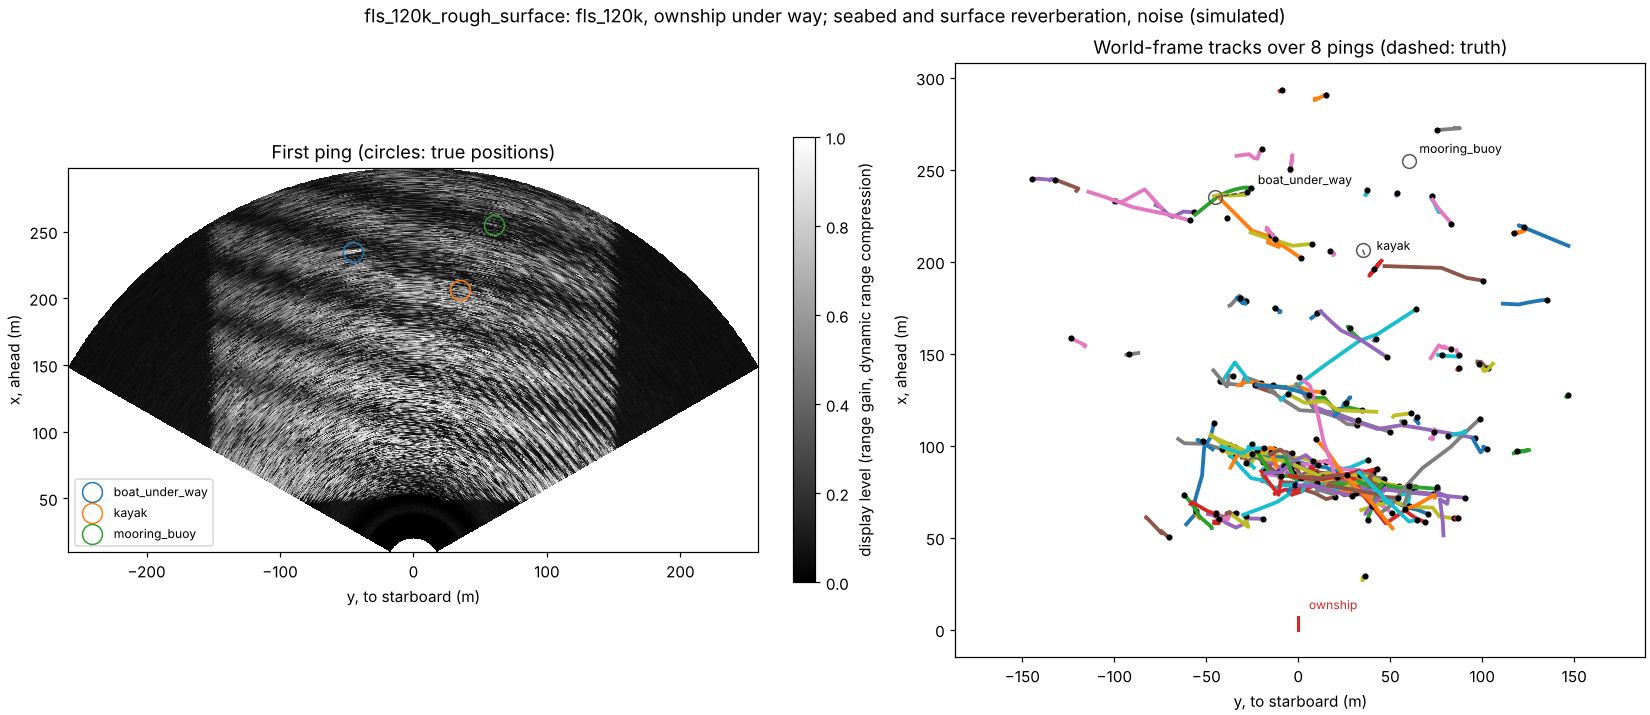 fls_120k_rough_surface: fls_120k, ownship under way; seabed and surface reverberation, noise (simulated)
First ping (circles: true positions)
x, ahead (m)
250
200
150
100
50
−200
−100
0
100
200
y, to starboard (m)
boat_under_way
kayak
mooring_buoy
1.0
0.8
0.6
0.4
0.2
0.0
display level (range gain, dynamic range compression)
World-frame tracks over 8 pings (dashed: truth)
x, ahead (m)
300
250
200
150
100
50
0
mooring_buoy
boat_under_way
kayak
ownship
−150
−100
−50
0
50
100
150
y, to starboard (m)